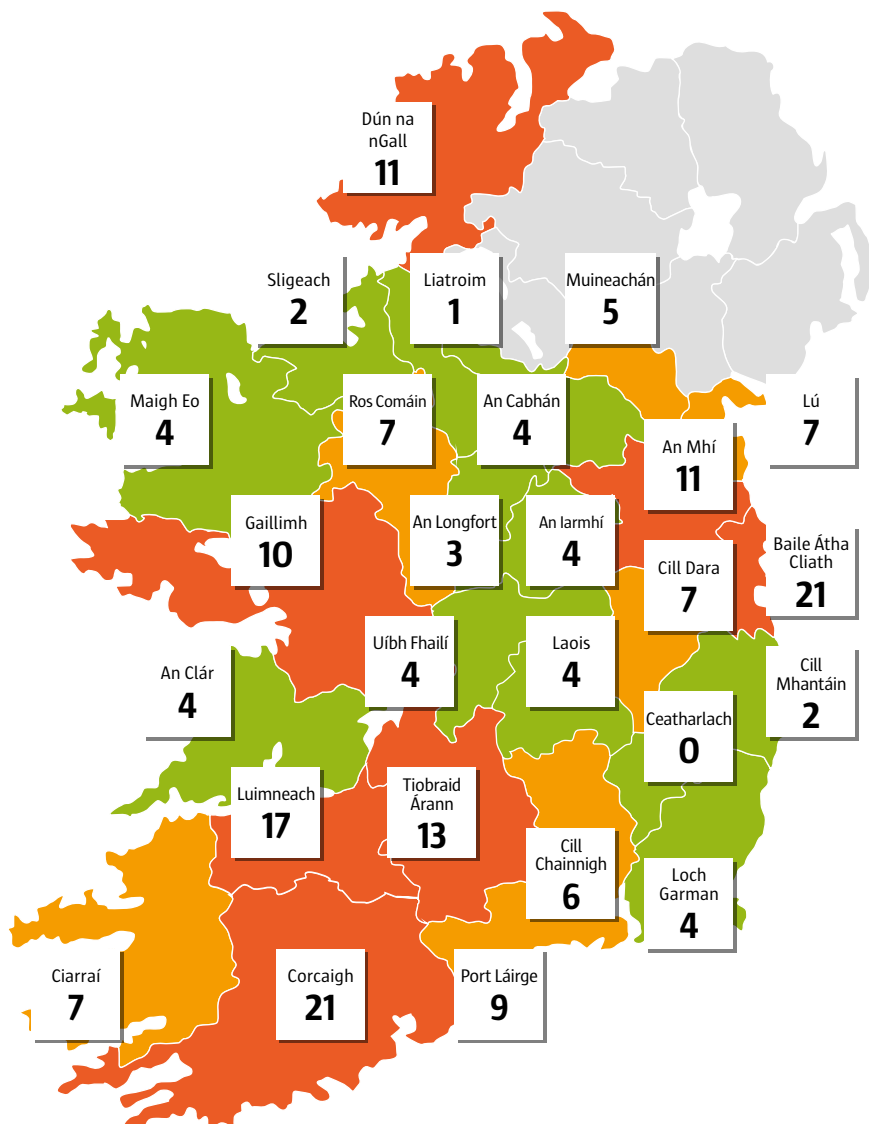 Dún na
nGall
11
Sligeach
2
Liatroim
1
Muineachán
5
Maigh Eo
4
Ros Comáin
7
An Cabhán
4
Lú
7
An Mhí
11
Gaillimh
10
An Longfort
3
An Iarmhí
4
Cill Dara
7
Baile Átha
Cliath
21
Uíbh Fhailí
4
Laois
4
An Clár
4
Cill
Mhantáin
2
Ceatharlach
0
Luimneach
17
Tiobraid
Árann
13
Cill
Chainnigh
6
Loch
Garman
4
Ciarraí
7
Corcaigh
21
Port Láirge
9